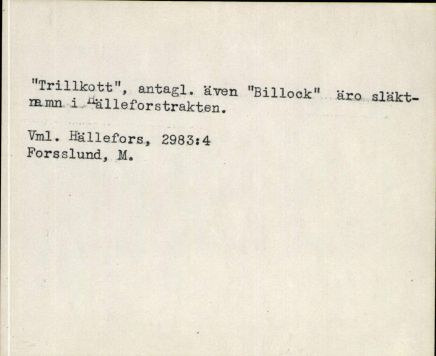 "Trillkott", antagl. även "Billock" äro släkt-
namn i Hälleforstrakten.
Vml. Hällefors, 2983:4
Forsslund, M.